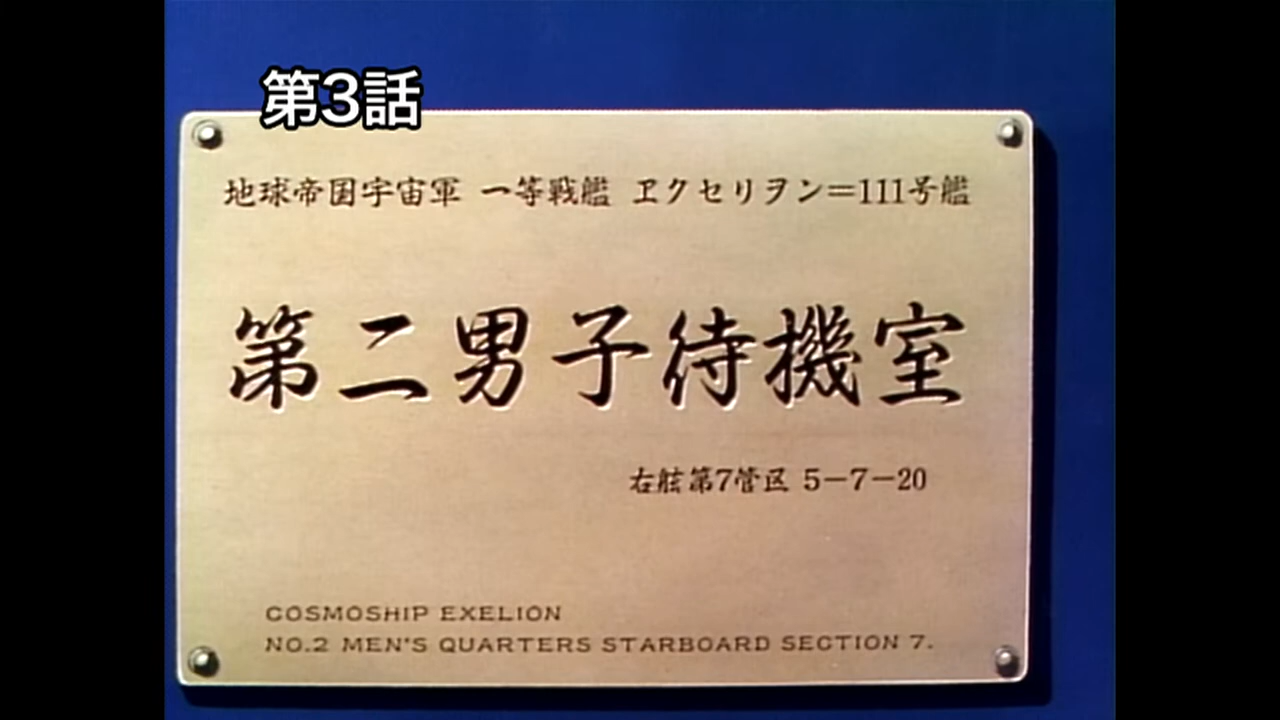 第3話
地球帝国宇宙軍 一等戦艦 ヱクセリヲン=111号艦
第二男子待機室
右舷第7管区 5-7-20
COSMOSHIP EXELION
NO.2 MEN'S QUARTERS STARBOARD SECTION 7.